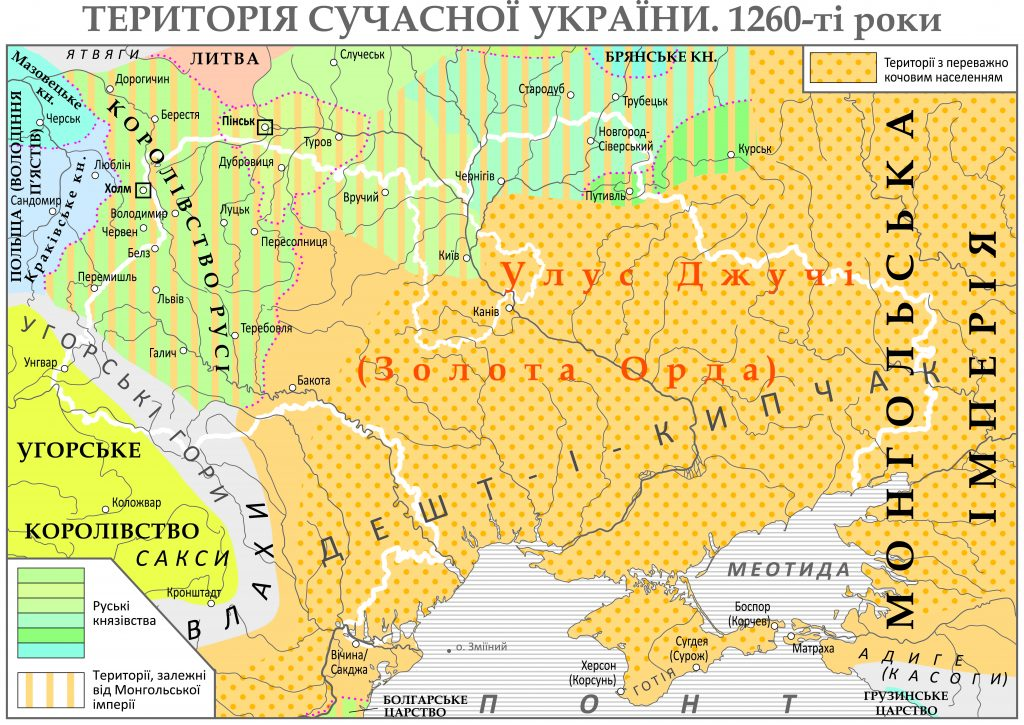 ТЕРИТОРІЯ СУЧАСНОЇ УКРАЇНИ. 1260-ті роки
ЯТВЯГИ
ЛИТВА
Случеськ
БРЯНСЬКЕ КН.
Території з переважно
кочовим населенням
Мазовецьке
кн.
Дорогичин
Стародуб
Трубецьк
Черськ
Берестя
Пінськ
Туров
Новгород-
Сіверський
Курськ
ПОЛЬЩА (ВОЛОДІННЯ
П'ЯСТІВ)
Краківське кн.
КОРОЛІВСТВО РУСІ
Люблін
Дубровиця
Чернігів
Холм
Вручий
Путивль
Сандомир
Володимир
Луцьк
Червен
Пересопниця
Белз
Київ
Перемишль
Улус Джучі
Львів
Канів
Теребовля
Галич
УГОРСЬКІ ГОРИ
Унгвар
Бакота
(Золота Орда)
МОНГОЛЬСЬКА
ІМПЕРІЯ
ДЕШТ-І-КИПЧАК
УГОРСЬКЕ
КОРОЛІВСТВО
Коложвар
САКСИ
Кронштадт
ВЛАХИ
МЕОТИДА
Руські
князівства
Території, залежні
від Монгольської
імперії
Вічина/
Сакджа
о. Зміїний
Боспор
(Корчев)
Матраха
Сугдея
(Сурож)
Херсон
(Корсунь)
ГОТІЯ
АДИГЕ
(КАСОГИ)
ГРУЗИНСЬКЕ
ЦАРСТВО
БОЛГАРСЬКЕ
ЦАРСТВО
ПОНТ